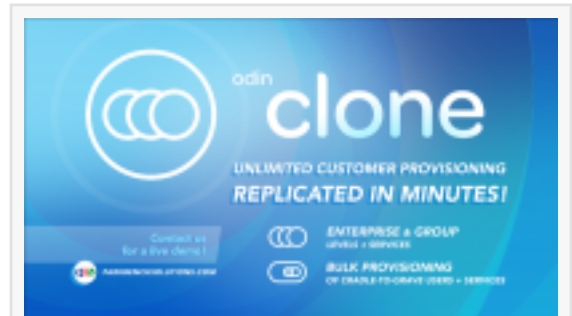 odin
clone
UNLIMITED CUSTOMER PROVISIONING
REPLICATED IN MINUTES!
Contact us
for a live demo!
ENTERPRISE & GROUP
LEVELS + SERVICES
BULK PROVISIONING
OF CRADLE-TO-GRAVE USERS + SERVICES